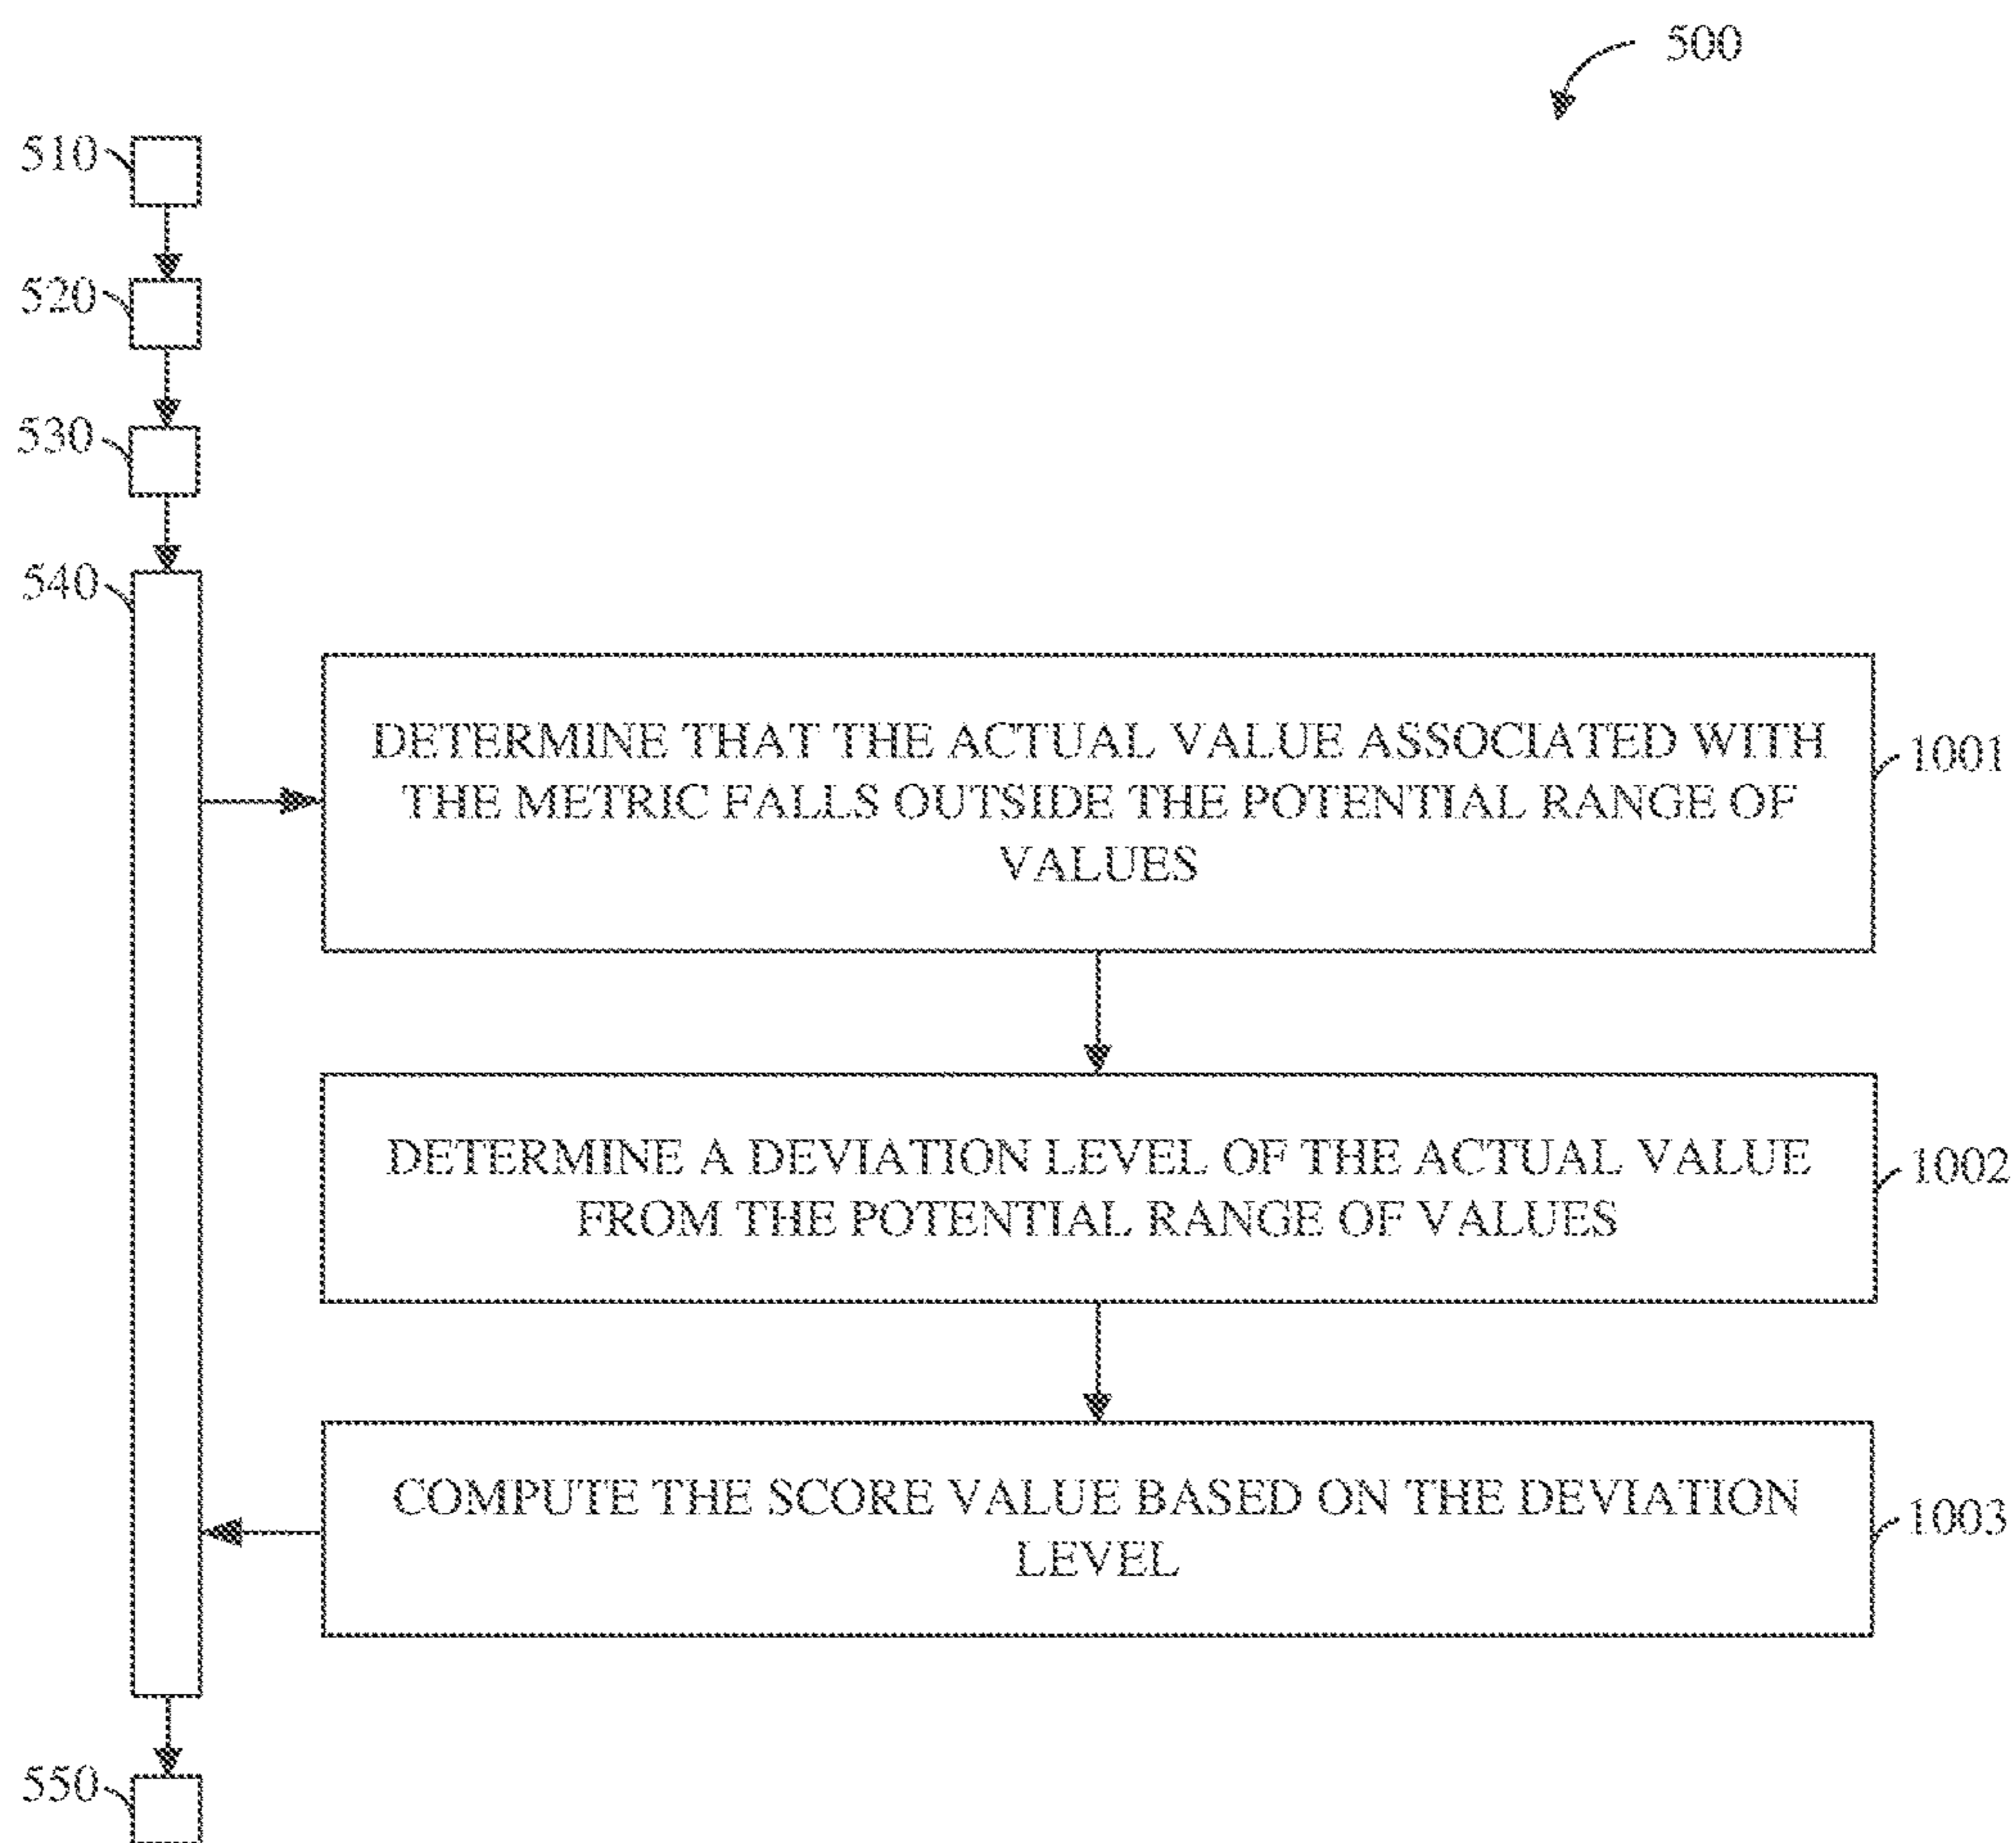 500
510
520
530
540
DETERMINE THAT THE ACTUAL VALUE ASSOCIATED WITH
THE METRIC FALLS OUTSIDE THE POTENTIAL RANGE OF
VALUES
1001
DETERMINE A DEVIATION LEVEL OF THE ACTUAL VALUE
FROM THE POTENTIAL RANGE OF VALUES
1002
COMPUTE THE SCORE VALUE BASED ON THE DEVIATION
LEVEL
1003
550